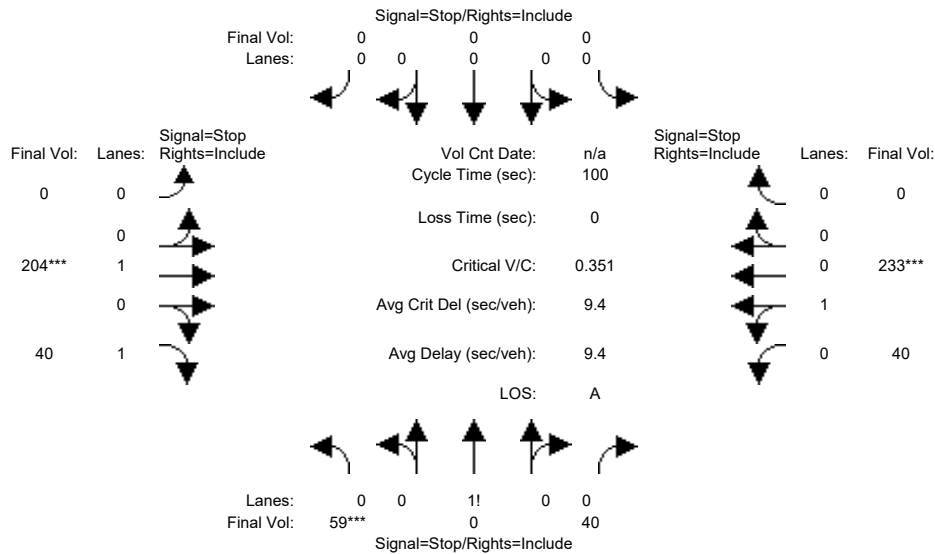 Signal=Stop/Rights=Include
Final Vol: 0 0 0
Lanes: 0 0 0 0 0
Signal=Stop
Final Vol: Lanes: Rights=Include
Vol Cnt Date: n/a
Signal=Stop
Rights=Include Lanes: Final Vol:
Cycle Time (sec): 100
0 0
0 0
Loss Time (sec): 0
0
0
204*** 1
Critical V/C: 0.351
0 233***
0
Avg Crit Del (sec/veh): 9.4
1
40 1
Avg Delay (sec/veh): 9.4
0 40
LOS: A
Lanes: 0 0 1! 0 0
Final Vol: 59*** 0 40
Signal=Stop/Rights=Include